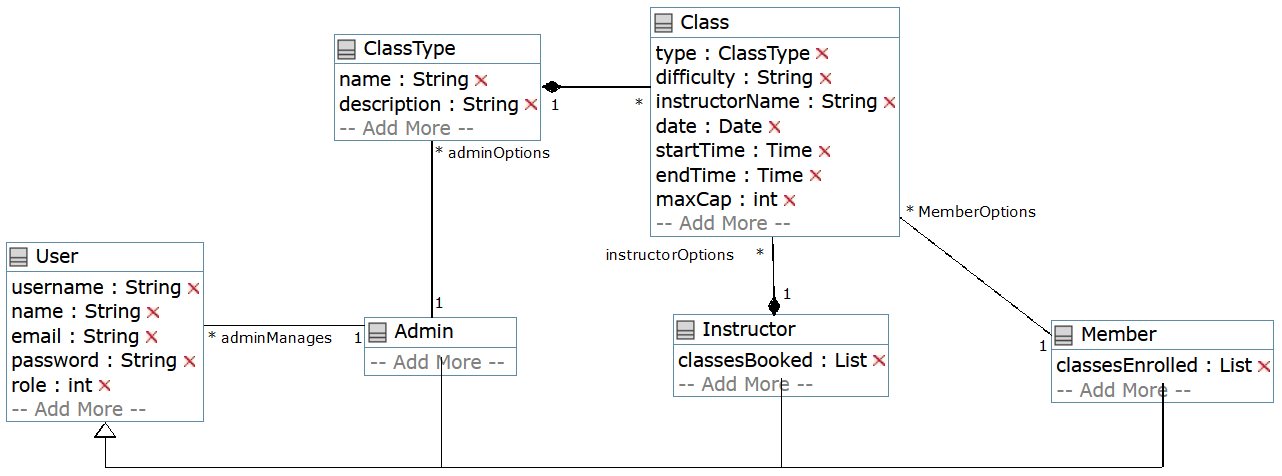 Class
type : ClassType
difficulty : String
instructorName : String
date : Date
startTime : Time
endTime : Time
maxCap : int
-- Add More --
ClassType
name : String
description : String
-- Add More --
1
*
* adminOptions
* MemberOptions
instructorOptions *
User
username : String
name : String
email : String
password : String
role : int
-- Add More --
* adminManages
1
1
Admin
-- Add More --
1
Instructor
classesBooked : List
-- Add More --
1
Member
classesEnrolled : List
-- Add More --